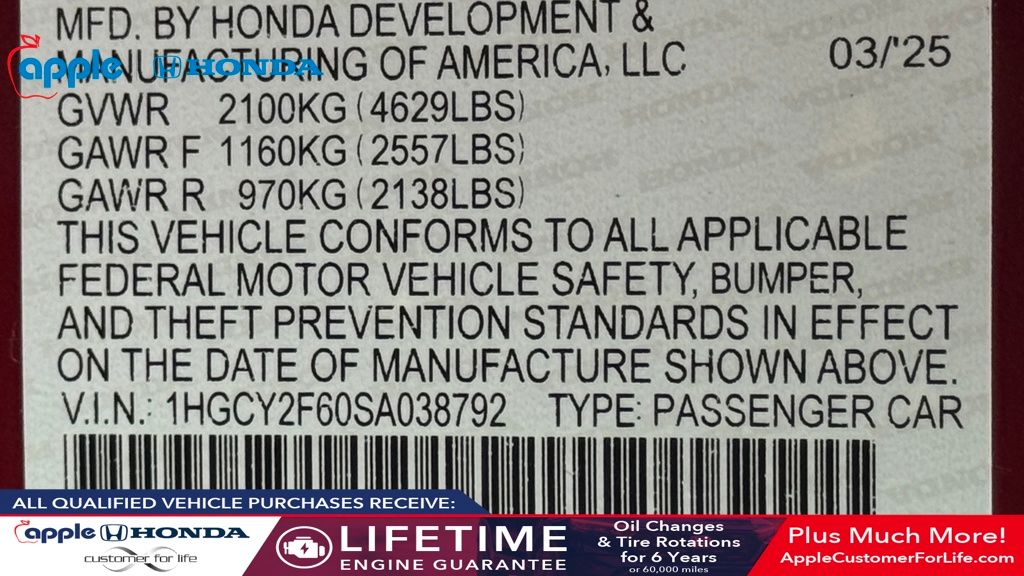 MFD. BY HONDA DEVELOPMENT &
MANUFACTURING OF AMERICA, LLC 03/'25
apple HONDA
GVWR 2100KG (4629LBS)
GAWR F 1160KG (2557LBS)
GAWR R 970KG (2138LBS)
THIS VEHICLE CONFORMS TO ALL APPLICABLE
FEDERAL MOTOR VEHICLE SAFETY, BUMPER,
AND THEFT PREVENTION STANDARDS IN EFFECT
ON THE DATE OF MANUFACTURE SHOWN ABOVE.
V.I.N.: 1HGCY2F60SA038792 TYPE: PASSENGER CAR
ALL QUALIFIED VEHICLE PURCHASES RECEIVE:
apple HONDA
customer for life
LIFETIME
ENGINE GUARANTEE
Oil Changes
& Tire Rotations
for 6 Years
or 60,000 miles
Plus Much More!
AppleCustomerForLife.com